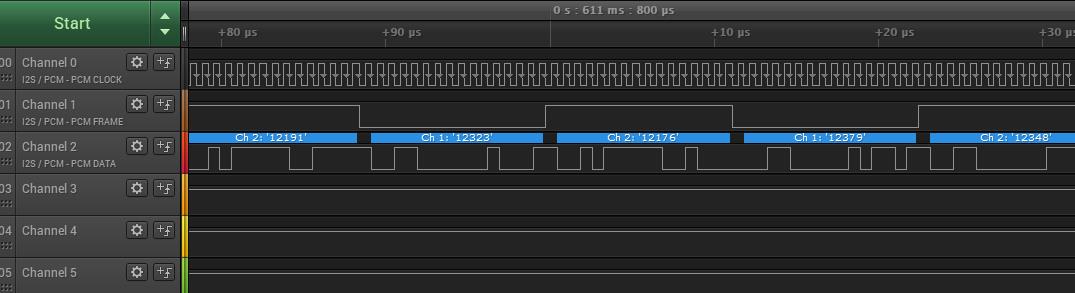 Start
0 s : 611 ms : 800 µs
+80 µs
+90 µs
+10 µs
+20 µs
+30 µs
00
Channel 0
I2S / PCM - PCM CLOCK
01
Channel 1
I2S / PCM - PCM FRAME
Ch 2: '12191'
Ch 1: '12323'
Ch 2: '12176'
Ch 1: '12379'
Ch 2: '12348'
02
Channel 2
I2S / PCM - PCM DATA
03
Channel 3
04
Channel 4
05
Channel 5